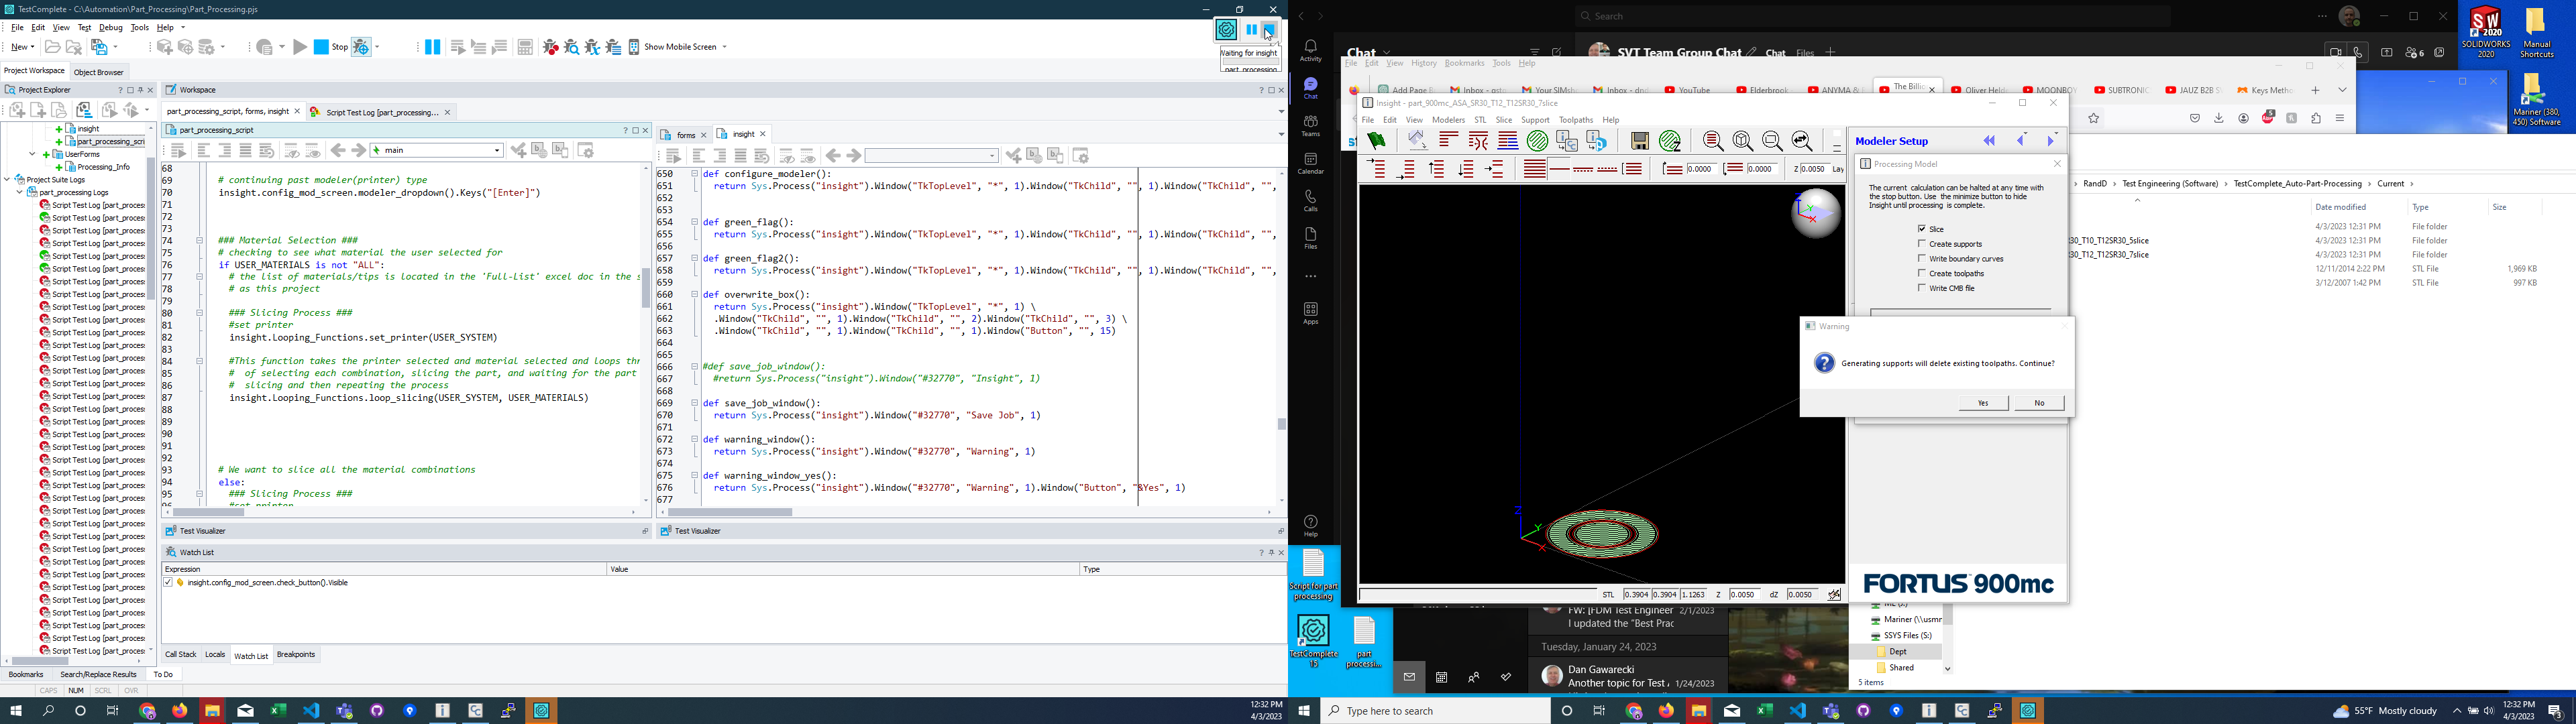 TestComplete - C:\Automation\Part_Processing\Part_Processing.pjs
File Edit View Test Debug Tools Help
New
Stop
Show Mobile Screen
Waiting for insight
part_processing
Project Workspace
Object Browser
Project Explorer
Workspace
insight
part_processing_scri
UserForms
Processing_Info
Project Suite Logs
part_processing Logs
Script Test Log [part_proces:
part_processing_script, forms, insight
Script Test Log [part_processing...
part_processing_script
main
68
69 # continuing past modeler(printer) type
70 insight.config_mod_screen.modeler_dropdown().Keys("[Enter]")
71
72
73
74 ### Material Selection ###
75 # checking to see what material the user selected for
76 if USER_MATERIALS is not "ALL":
77 # the list of materials/tips is located in the 'Full-List' excel doc in the s
78 # as this project
79
80 ### Slicing Process ###
81 #set printer
82 insight.Looping_Functions.set_printer(USER_SYSTEM)
83
84 #This function takes the printer selected and material selected and loops thr
85 # of selecting each combination, slicing the part, and waiting for the part
86 # slicing and then repeating the process
87 insight.Looping_Functions.loop_slicing(USER_SYSTEM, USER_MATERIALS)
88
89
90
91
92
93 # We want to slice all the material combinations
94 else:
95 ### Slicing Process ###
forms
insight
650 def configure_modeler():
651 return Sys.Process("insight").Window("TkTopLevel", "*", 1).Window("TkChild", "", 1).Window("TkChild", "",
652
653
654 def green_flag():
655 return Sys.Process("insight").Window("TkTopLevel", "*", 1).Window("TkChild", "", 1).Window("TkChild", "",
656
657 def green_flag2():
658 return Sys.Process("insight").Window("TkTopLevel", "*", 1).Window("TkChild", "", 1).Window("TkChild", "",
659
660 def overwrite_box():
661 return Sys.Process("insight").Window("TkTopLevel", "*", 1) \
662 .Window("TkChild", "", 1).Window("TkChild", "", 2).Window("TkChild", "", 3) \
663 .Window("TkChild", "", 1).Window("TkChild", "", 1).Window("Button", "", 15)
664
665
666 #def save_job_window():
667 #return Sys.Process("insight").Window("#32770", "Insight", 1)
668
669 def save_job_window():
670 return Sys.Process("insight").Window("#32770", "Save Job", 1)
671
672 def warning_window():
673 return Sys.Process("insight").Window("#32770", "Warning", 1)
674
675 def warning_window_yes():
676 return Sys.Process("insight").Window("#32770", "Warning", 1).Window("Button", "&Yes", 1)
677
Test Visualizer
Test Visualizer
Watch List
Expression Value Type
insight.config_mod_screen.check_button().Visible
Call Stack Locals Watch List Breakpoints
Bookmarks Search/Replace Results To Do
CAPS NUM SCRL OVR
12:32 PM
4/3/2023
Search
Activity
Chat
Teams
Calendar
Calls
Files
Apps
Help
Chat
SVT Team Group Chat
Chat Files
6
File Edit View History Bookmarks Tools Help
YouTube
Elderbrook
The Billi
MOONBOY
SUBTRONIC
Keys Metho
Insight - part_900mc_ASA_SR30_T12_T12SR30_7slice
File Edit View Modelers STL Slice Support Toolpaths Help
0.0000
0.0000
Z 0.0050 Lay
Modeler Setup
Processing Model
The current calculation can be halted at any time with
the stop button. Use the minimize button to hide
Insight until processing is complete.
Slice
Create supports
Write boundary curves
Create toolpaths
Write CMB file
Warning
Generating supports will delete existing toolpaths. Continue?
Yes No
Z
Y
X
STL 0.3904 0.3904 1.1263 Z 0.0050 dZ 0.0050
FORTUS 900mc
RandD > Test Engineering (Software) > TestComplete_Auto-Part-Processing > Current >
Date modified Type Size
4/3/2023 12:31 PM File folder
30_T10_T12SR30_5slice 4/3/2023 12:31 PM File folder
30_T12_T12SR30_7slice 4/3/2023 12:31 PM File folder
12/11/2014 2:22 PM STL File 1,969 KB
3/12/2007 1:42 PM STL File 997 KB
Mariner (\\usmr
SSYS Files (S:)
Dept
Shared
5 items
Script for part
processing
TestComplete
15
part
processi...
FW: [FDM Test Engineer 2/1/2023
I updated the "Best Prac
Tuesday, January 24, 2023
Dan Gawarecki
Another topic for Test 1/24/2023
SOLIDWORKS
2020
Manual
Shortcuts
Mariner (380,
450) Software
Type here to search
55°F Mostly cloudy
12:32 PM
4/3/2023